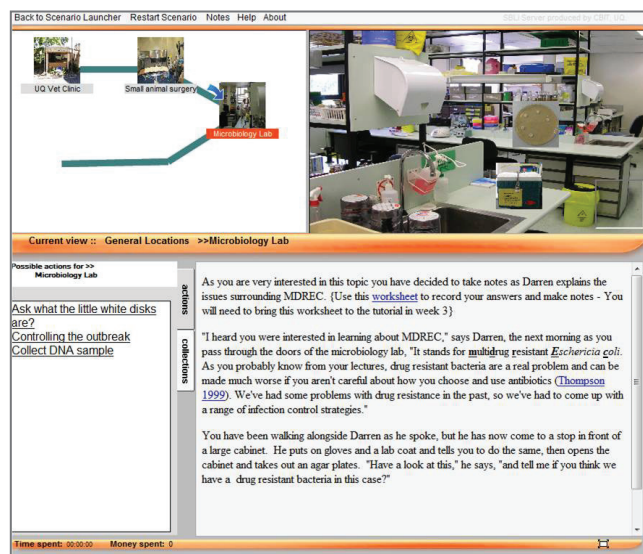 Back to Scenario Launcher Restart Scenario Notes Help About
SBLi Server produced by CBIT, UQ.
UQ Vet Clinic
Small animal surgery
Microbiology Lab
Current view :: General Locations >>Microbiology Lab
Possible actions for >>
Microbiology Lab
Ask what the little white disks
are?
Controlling the outbreak
Collect DNA sample
actions
collections
As you are very interested in this topic you have decided to take notes as Darren explains the
issues surrounding MDREC. {Use this worksheet to record your answers and make notes - You
will need to bring this worksheet to the tutorial in week 3}
"I heard you were interested in learning about MDREC," says Darren, the next morning as you
pass through the doors of the microbiology lab, "It stands for multidrug resistant Eschericia coli.
As you probably know from your lectures, drug resistant bacteria are a real problem and can be
made much worse if you aren't careful about how you choose and use antibiotics (Thompson
1999). We've had some problems with drug resistance in the past, so we've had to come up with
a range of infection control strategies."
You have been walking alongside Darren as he spoke, but he has now come to a stop in front of
a large cabinet. He puts on gloves and a lab coat and tells you to do the same, then opens the
cabinet and takes out an agar plates. "Have a look at this," he says, "and tell me if you think we
have a drug resistant bacteria in this case?"
Time spent: 00:00:00 Money spent: 0